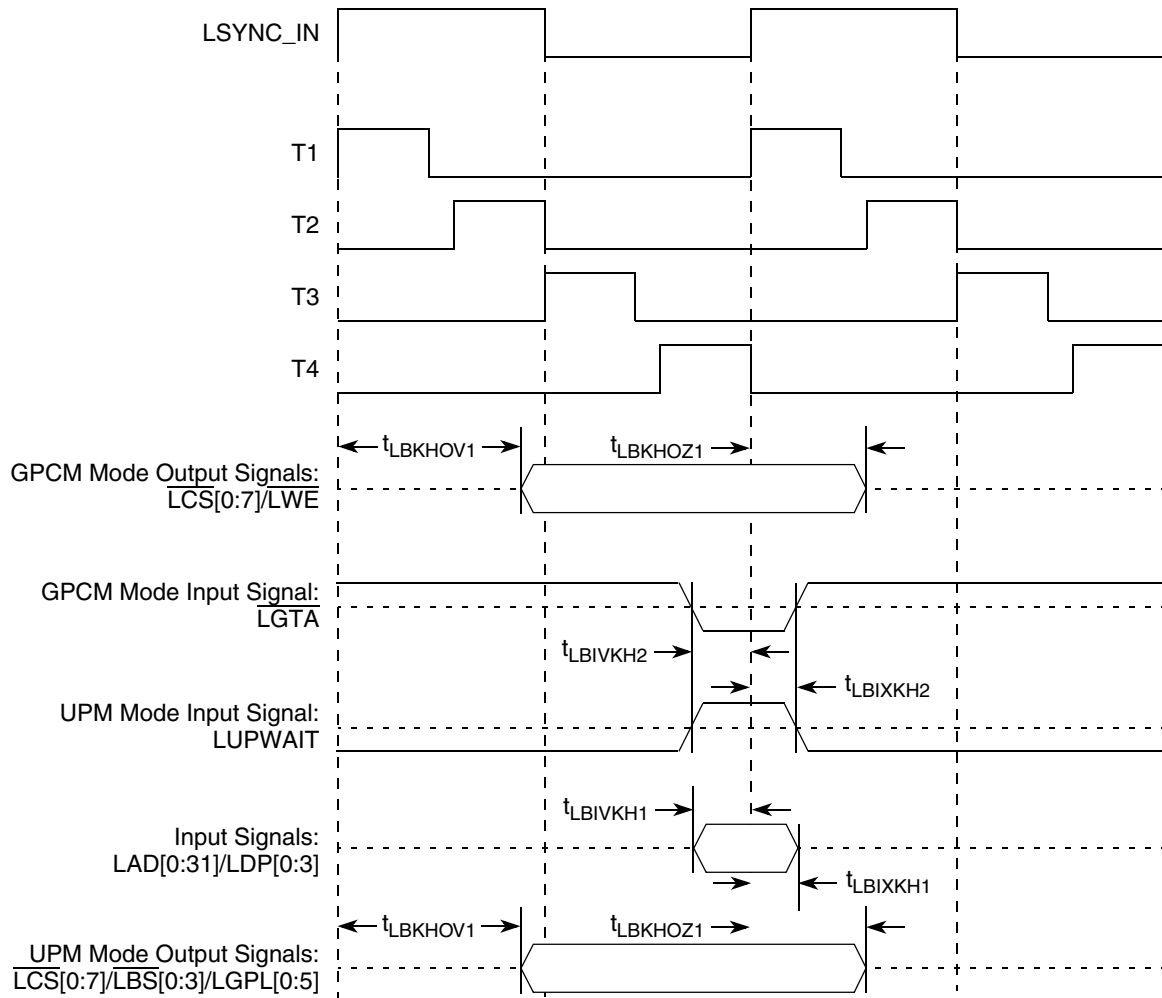 LSYNC_IN
T1
T2
T3
T4
tLBKHOV1
tLBKHOZ1
GPCM Mode Output Signals:
LCS[0:7]/LWE
GPCM Mode Input Signal:
LGTA
tLBIVKH2
tLBIXKH2
UPM Mode Input Signal:
LUPWAIT
tLBIVKH1
Input Signals:
LAD[0:31]/LDP[0:3]
tLBIXKH1
tLBKHOV1
tLBKHOZ1
UPM Mode Output Signals:
LCS[0:7]/LBS[0:3]/LGPL[0:5]